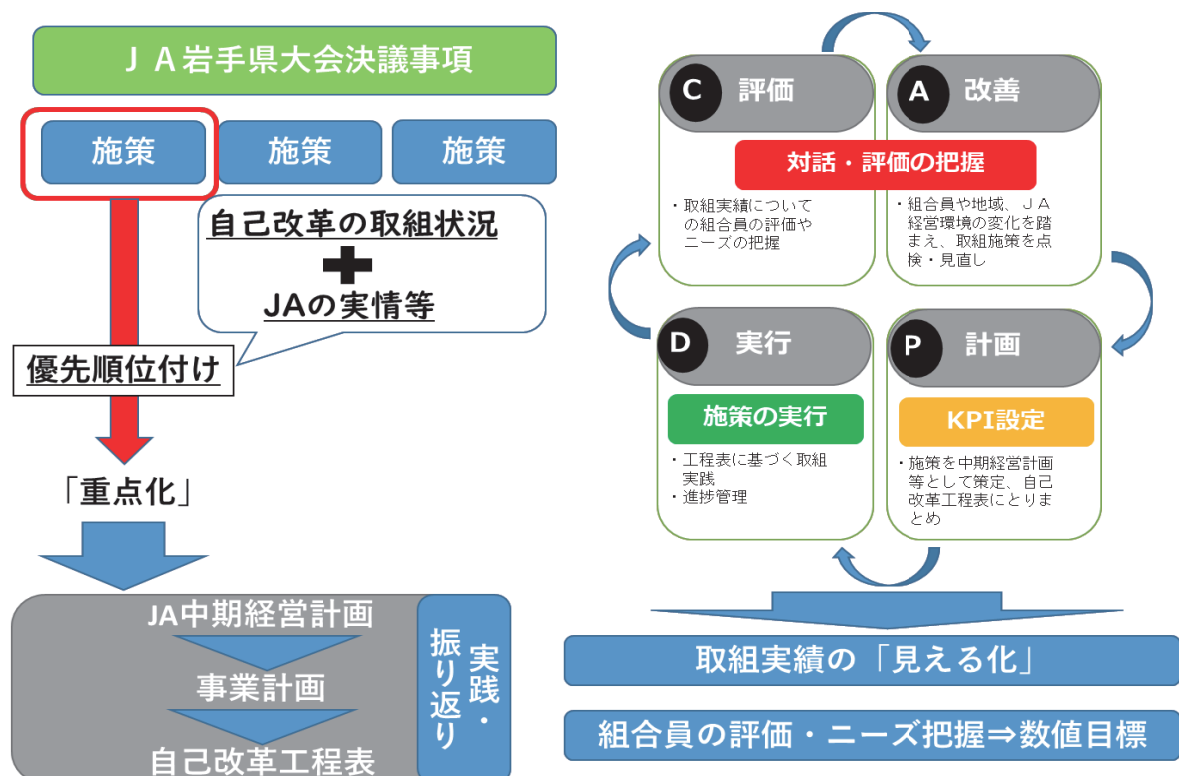 ＪＡ岩手県大会決議事項
施策
施策
施策
自己改革の取組状況
＋
JAの実情等
優先順位付け
「重点化」
JA中期経営計画
事業計画
自己改革工程表
実践・
振り返り
C 評価
A 改善
対話・評価の把握
・取組実績について
の組合員の評価や
ニーズの把握
・組合員や地域、ＪＡ
経営環境の変化を踏
まえ、取組施策を点
検・見直し
D 実行
P 計画
施策の実行
KPI設定
・工程表に基づく取組
実践
・進捗管理
・施策を中期経営計画
等として策定、自己
改革工程表にとりま
とめ
取組実績の「見える化」
組合員の評価・ニーズ把握⇒数値目標